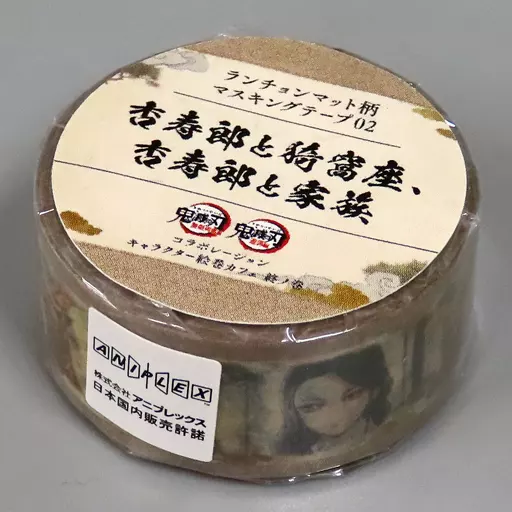 ランチョンマット柄
マスキングテープ02
杏寿郎と猗窩座、
杏寿郎と家族
鬼滅刃
鬼滅刃
コラボレーション
キャラクター絵巻カフェ 終ノ巻
ANIPLEX
株式会社アニプレックス
日本国内販売許諾